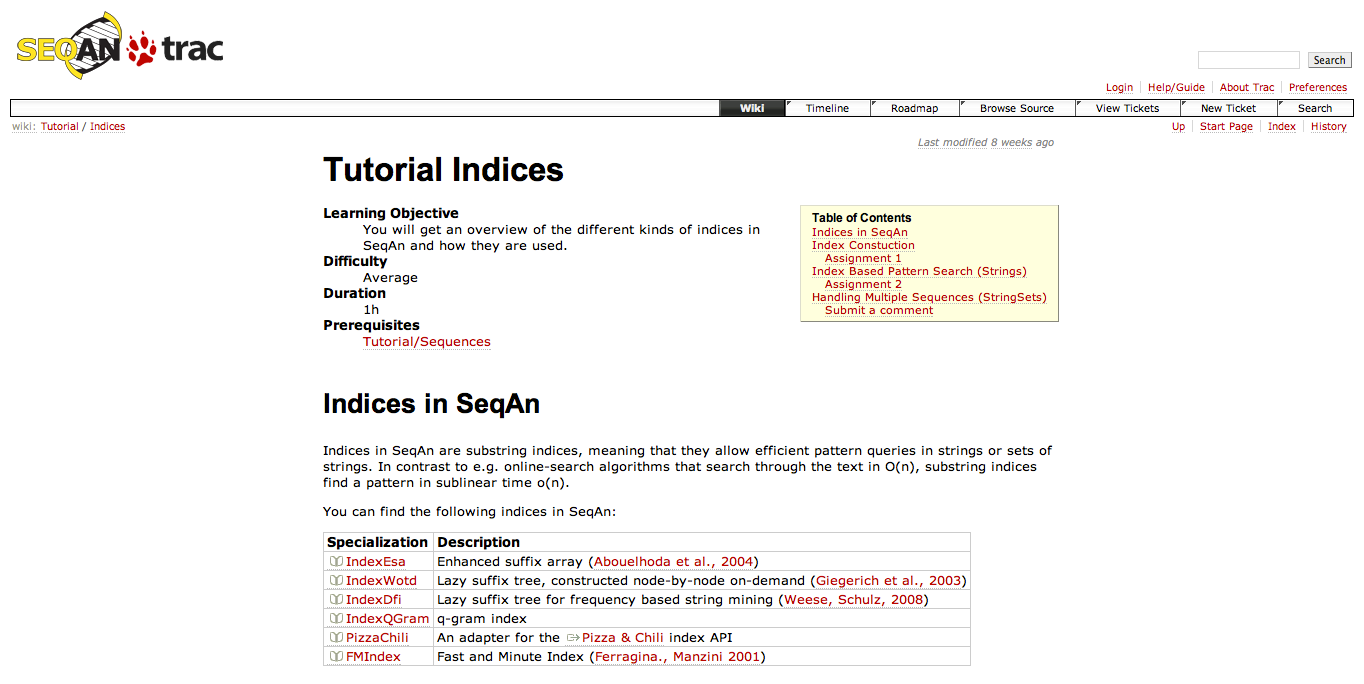 SEQAN trac
Search
Login Help/Guide About Trac Preferences
Wiki Timeline Roadmap Browse Source View Tickets New Ticket Search
wiki: Tutorial / Indices
Up Start Page Index History
Last modified 8 weeks ago
Tutorial Indices
Learning Objective
You will get an overview of the different kinds of indices in
SeqAn and how they are used.
Difficulty
Average
Duration
1h
Prerequisites
Tutorial/Sequences
Table of Contents
Indices in SeqAn
Index Constuction
Assignment 1
Index Based Pattern Search (Strings)
Assignment 2
Handling Multiple Sequences (StringSets)
Submit a comment
Indices in SeqAn
Indices in SeqAn are substring indices, meaning that they allow efficient pattern queries in strings or sets of
strings. In contrast to e.g. online-search algorithms that search through the text in O(n), substring indices
find a pattern in sublinear time o(n).
You can find the following indices in SeqAn:
Specialization Description
IndexEsa Enhanced suffix array (Abouelhoda et al., 2004)
IndexWotd Lazy suffix tree, constructed node-by-node on-demand (Giegerich et al., 2003)
IndexDfi Lazy suffix tree for frequency based string mining (Weese, Schulz, 2008)
IndexQGram q-gram index
PizzaChili An adapter for the Pizza & Chili index API
FMIndex Fast and Minute Index (Ferragina., Manzini 2001)